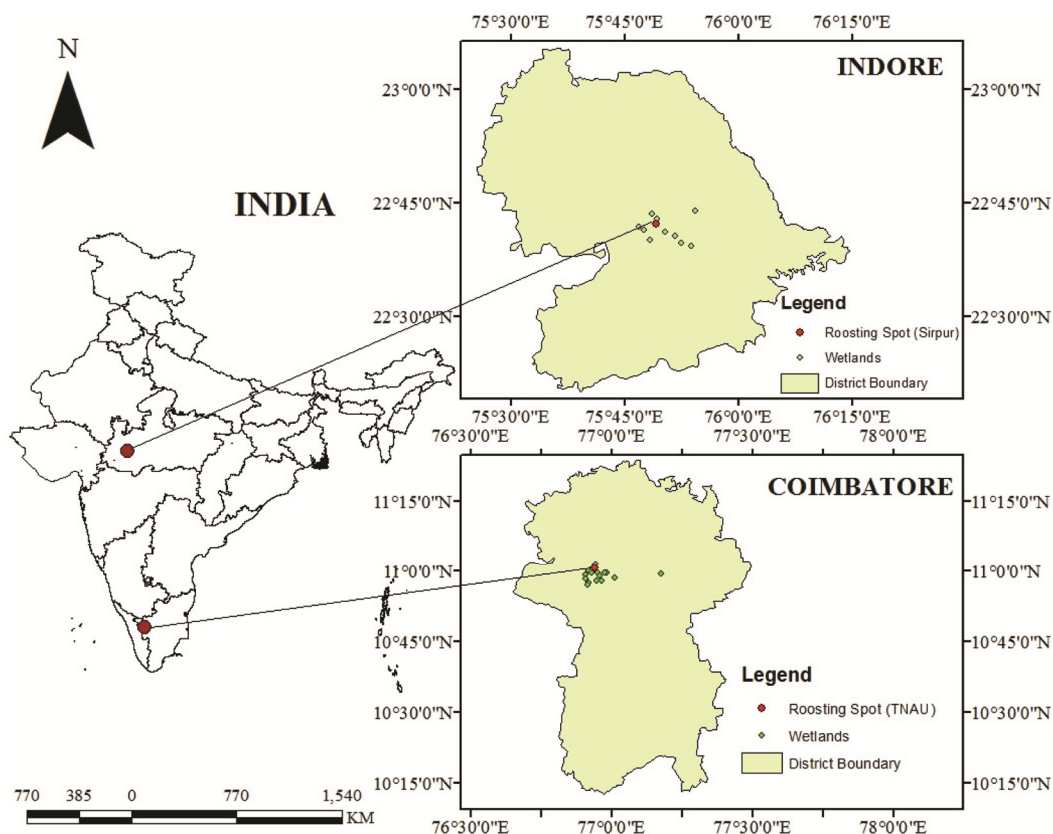 N
INDIA
75°30'0"E 75°45'0"E 76°0'0"E 76°15'0"E
INDORE
23°0'0"N 23°0'0"N
22°45'0"N 22°45'0"N
22°30'0"N 22°30'0"N
Legend
Roosting Spot (Sirpur)
Wetlands
District Boundary
75°30'0"E 75°45'0"E 76°0'0"E 76°15'0"E
76°30'0"E 77°0'0"E 77°30'0"E 78°0'0"E
COIMBATORE
11°15'0"N 11°15'0"N
11°0'0"N 11°0'0"N
10°45'0"N 10°45'0"N
10°30'0"N 10°30'0"N
10°15'0"N 10°15'0"N
Legend
Roosting Spot (TNAU)
Wetlands
District Boundary
76°30'0"E 77°0'0"E 77°30'0"E 78°0'0"E
770 385 0 770 1,540
KM